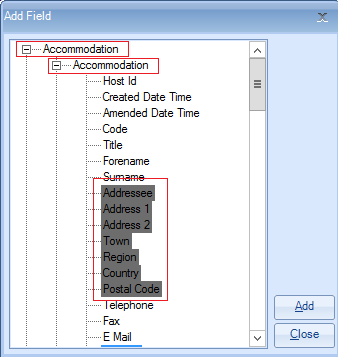 Add Field
Accommodation
Accommodation
Host Id
Created Date Time
Amended Date Time
Code
Title
Forename
Surname
Addressee
Address 1
Address 2
Town
Region
Country
Postal Code
Telephone
Fax
E Mail
Add
Close